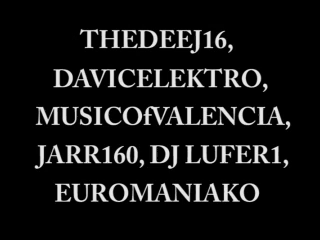 THEDEEJ16,
DAVICELEKTRO,
MUSICOfVALENCIA,
JARR160, DJ LUFER1,
EUROMANIAKO